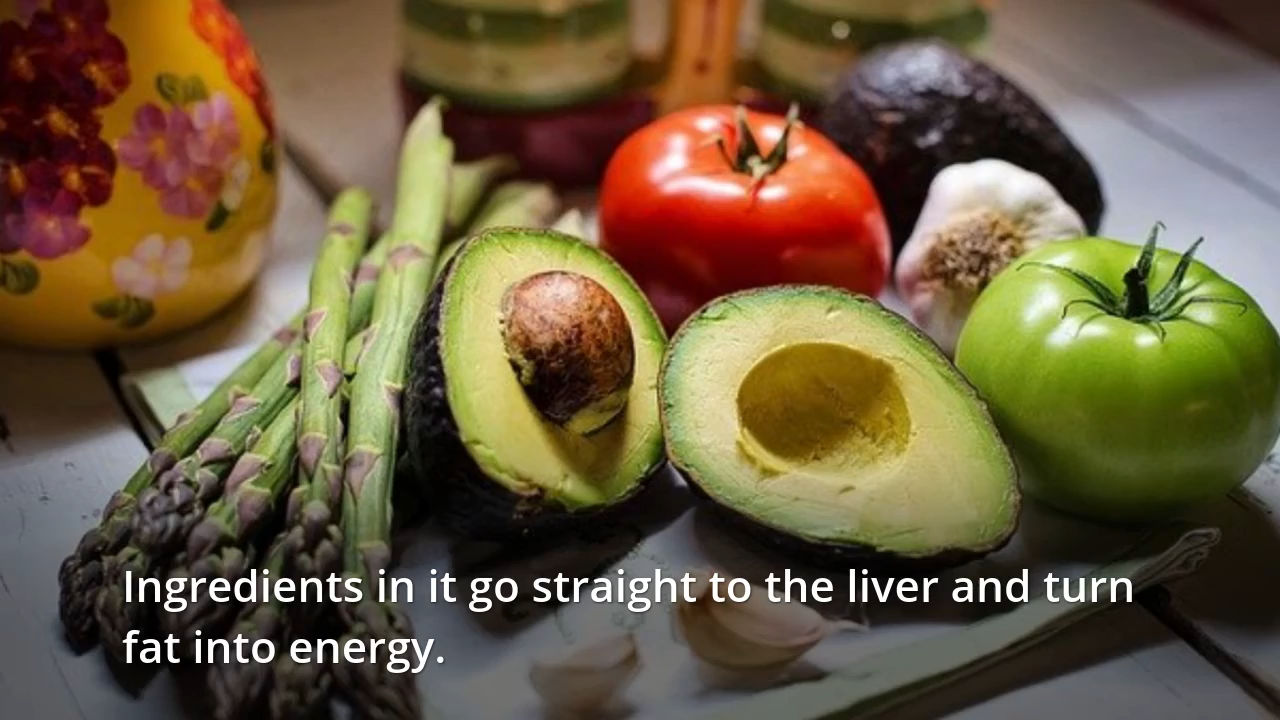 Ingredients in it go straight to the liver and turn
fat into energy.